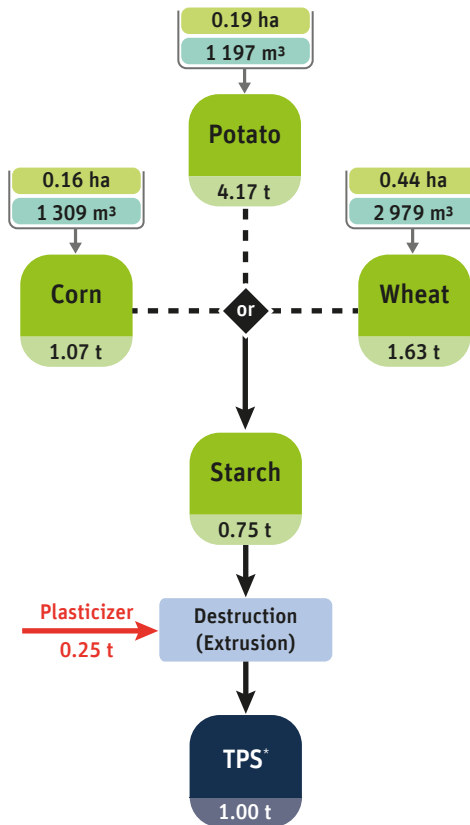 0.19 ha
1 197 m³
Potato
4.17 t
0.16 ha
1 309 m³
Corn
1.07 t
0.44 ha
2 979 m³
Wheat
1.63 t
or
Starch
0.75 t
Plasticizer
0.25 t
Destruction
(Extrusion)
TPS*
1.00 t